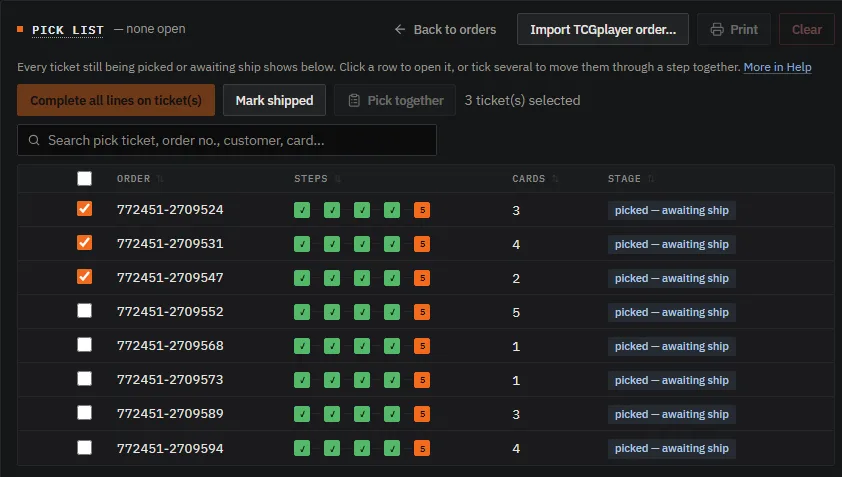 PICK LIST — none open Back to orders Import TCGplayer order... Print Clear
Every ticket still being picked or awaiting ship shows below. Click a row to open it, or tick several to move them through a step together. More in Help
Complete all lines on ticket(s) Mark shipped Pick together 3 ticket(s) selected
Search pick ticket, order no., customer, card...
ORDER STEPS CARDS STAGE
772451-2709524 ✓ ✓ ✓ ✓ 5 3 picked — awaiting ship
772451-2709531 ✓ ✓ ✓ ✓ 5 4 picked — awaiting ship
772451-2709547 ✓ ✓ ✓ ✓ 5 2 picked — awaiting ship
772451-2709552 ✓ ✓ ✓ ✓ 5 5 picked — awaiting ship
772451-2709568 ✓ ✓ ✓ ✓ 5 1 picked — awaiting ship
772451-2709573 ✓ ✓ ✓ ✓ 5 1 picked — awaiting ship
772451-2709589 ✓ ✓ ✓ ✓ 5 3 picked — awaiting ship
772451-2709594 ✓ ✓ ✓ ✓ 5 4 picked — awaiting ship